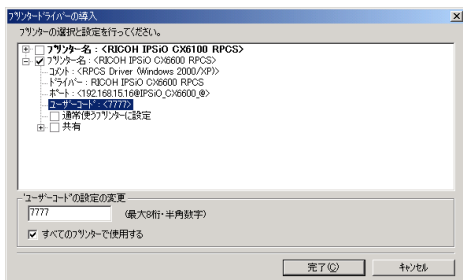 プリンタードライバーの導入
プリンターの選択と設定を行ってください。
プリンター名 : <RICOH IPSiO CX6100 RPCS>
プリンター名 : <RICOH IPSiO CX6600 RPCS>
コメント : <RPCS Driver (Windows 2000/XP)>
ドライバー : RICOH IPSiO CX6600 RPCS
ポート : <192.168.15.16@IPSiO_CX6600_@>
ユーザーコード : <7777>
通常使うプリンターに設定
共有
"ユーザーコード"の設定の変更
7777 (最大8桁・半角数字)
すべてのプリンターで使用する
完了(C) キャンセル